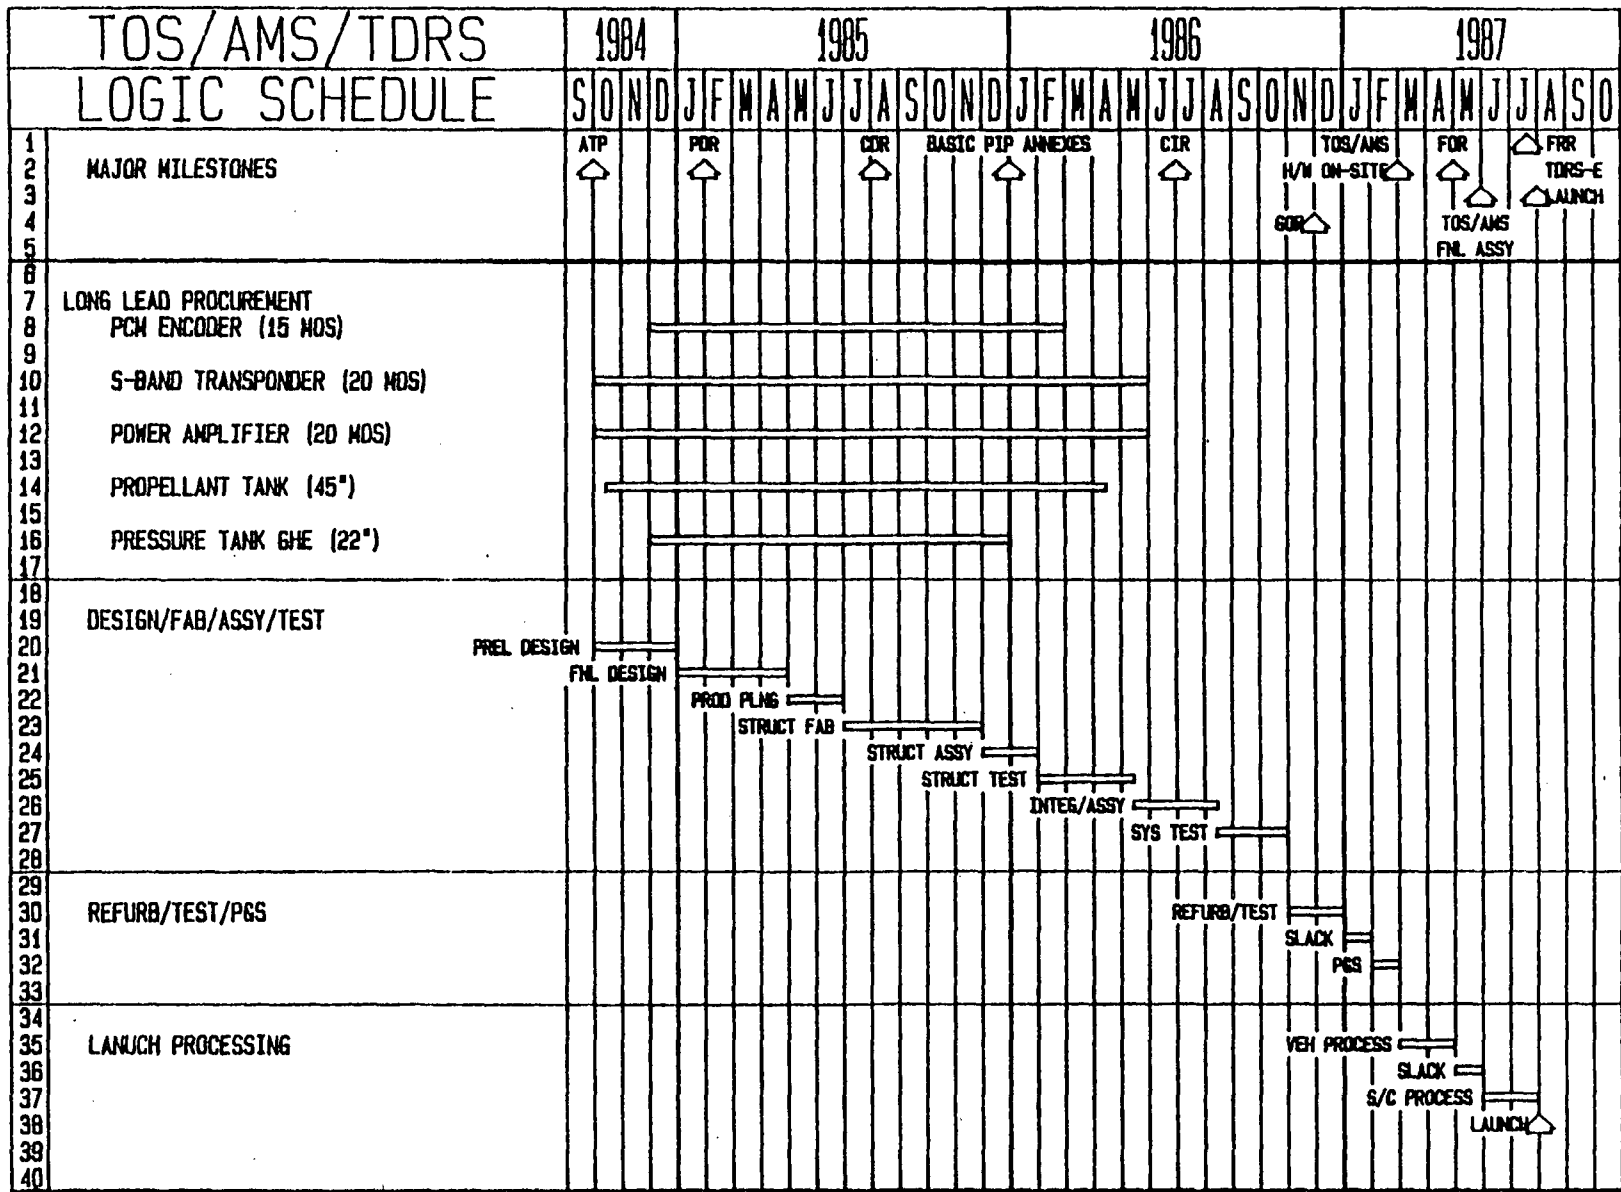 TOS/AMS/TDRS
LOGIC SCHEDULE
1984 1985 1986 1987
S O N D J F M A M J J A S O N D J F M A M J J A S O N D J F M A M J J A S O
1 ATP PDR CDR BASIC PIP ANNEXES CIR TOS/AMS FOR FRR
2 MAJOR MILESTONES H/W ON-SITE TDRS-E
3 LAUNCH
4 GOR TOS/AMS
5 FNL ASSY
6
7 LONG LEAD PROCUREMENT
8 PCM ENCODER (15 MOS)
9
10 S-BAND TRANSPONDER (20 MOS)
11
12 POWER AMPLIFIER (20 MOS)
13
14 PROPELLANT TANK (45")
15
16 PRESSURE TANK GHE (22")
17
18
19 DESIGN/FAB/ASSY/TEST
20 PREL DESIGN
21 FNL DESIGN
22 PROD PLNG
23 STRUCT FAB
24 STRUCT ASSY
25 STRUCT TEST
26 INTEG/ASSY
27 SYS TEST
28
29
30 REFURB/TEST/P&S REFURB/TEST
31 SLACK
32 P&S
33
34
35 LANUCH PROCESSING VEH PROCESS
36 SLACK
37 S/C PROCESS
38 LAUNCH
39
40